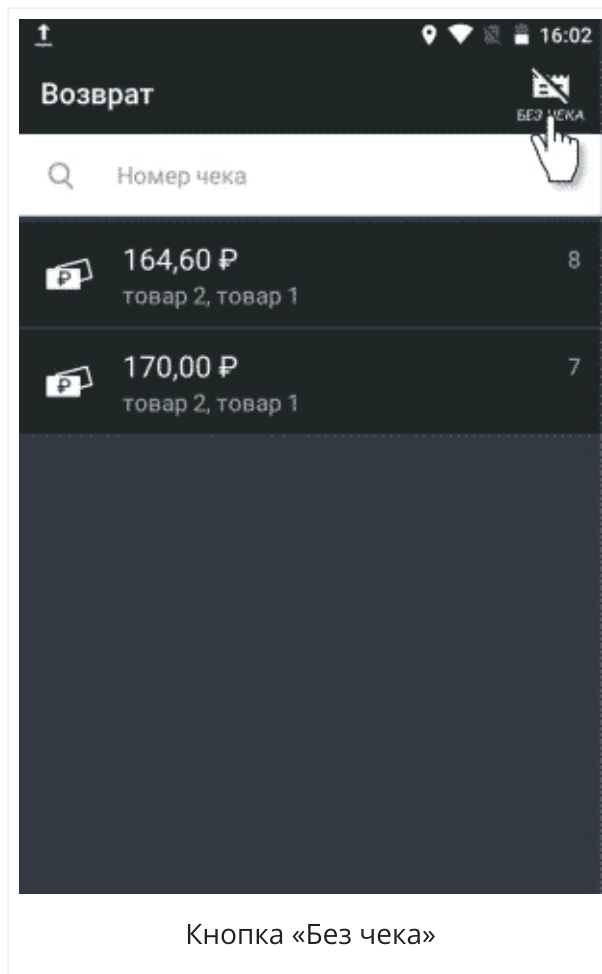 16:02
Возврат
БЕЗ ЧЕКА
Номер чека
164,60 ₽
8
товар 2, товар 1
170,00 ₽
7
товар 2, товар 1
Кнопка «Без чека»